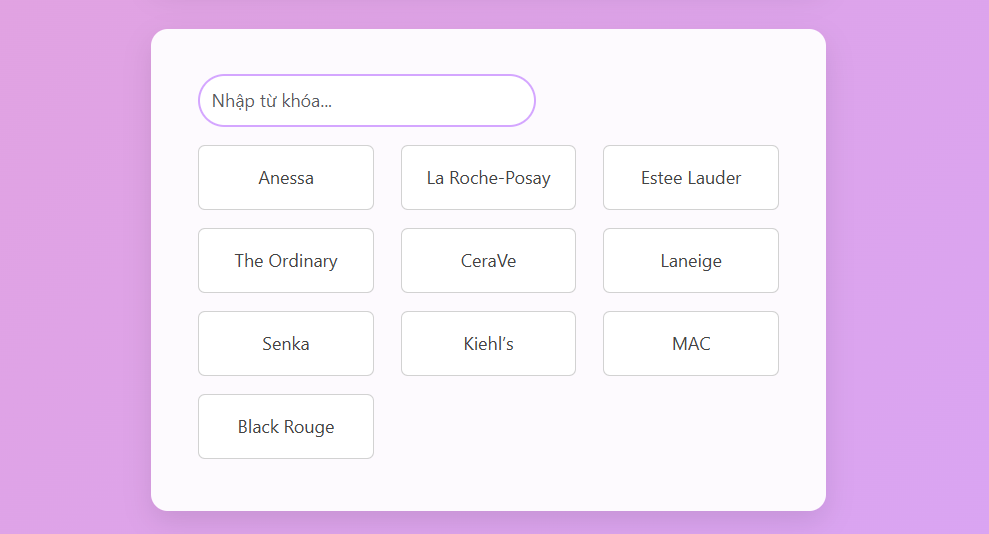 Nhập từ khóa...
Anessa
La Roche-Posay
Estee Lauder
The Ordinary
CeraVe
Laneige
Senka
Kiehl’s
MAC
Black Rouge